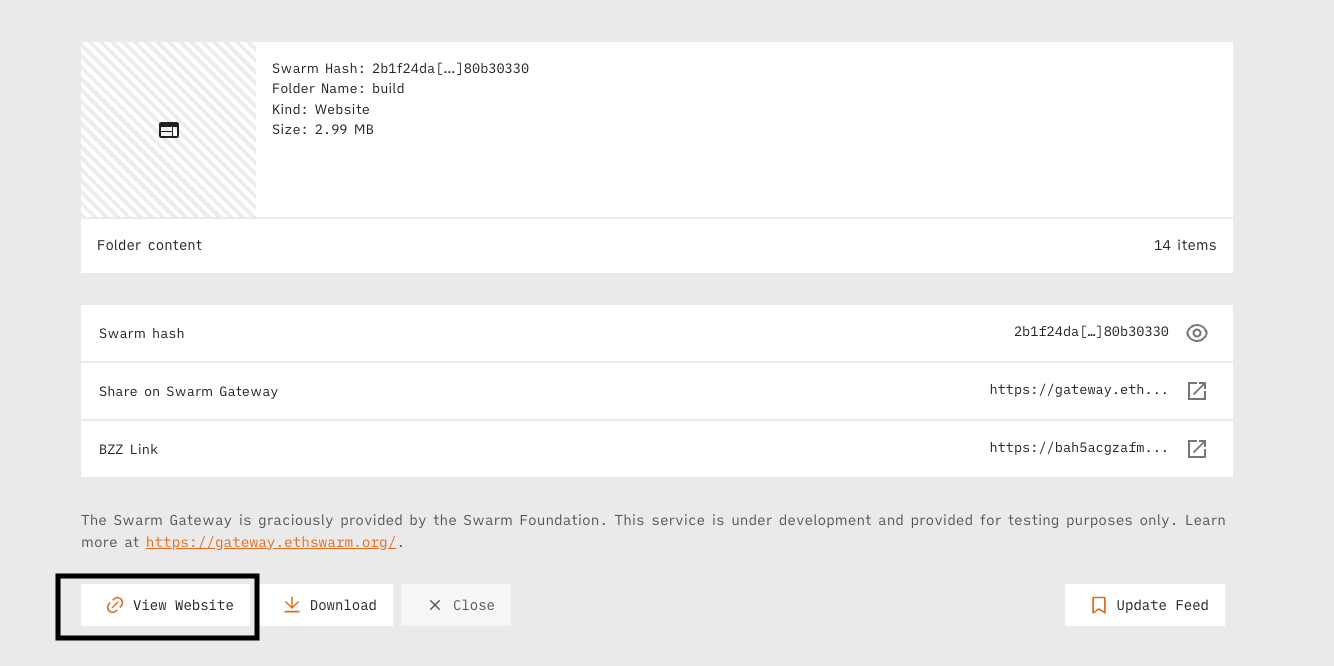 Swarm Hash: 2b1f24da[…]80b30330
Folder Name: build
Kind: Website
Size: 2.99 MB
Folder content 14 items
Swarm hash 2b1f24da[…]80b30330
Share on Swarm Gateway https://gateway.eth...
BZZ Link https://bah5acgzafm...
The Swarm Gateway is graciously provided by the Swarm Foundation. This service is under development and provided for testing purposes only. Learn
more at https://gateway.ethswarm.org/.
View Website Download Close Update Feed